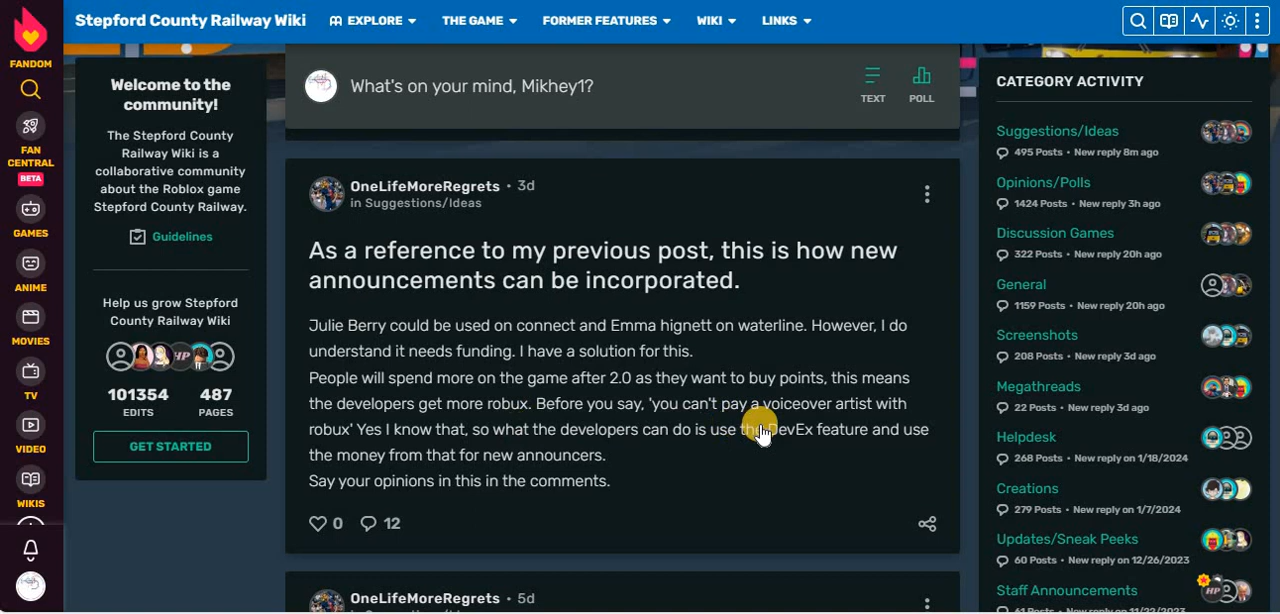 Stepford County Railway Wiki
EXPLORE
THE GAME
FORMER FEATURES
WIKI
LINKS
FANDOM
FAN
CENTRAL
BETA
GAMES
ANIME
MOVIES
TV
VIDEO
WIKIS
Welcome to the
community!
The Stepford County
Railway Wiki is a
collaborative community
about the Roblox game
Stepford County Railway.
Guidelines
Help us grow Stepford
County Railway Wiki
HP
101354
EDITS
487
PAGES
GET STARTED
What's on your mind, Mikhey1?
TEXT
POLL
OneLifeMoreRegrets • 3d
in Suggestions/Ideas
As a reference to my previous post, this is how new
announcements can be incorporated.
Julie Berry could be used on connect and Emma hignett on waterline. However, I do
understand it needs funding. I have a solution for this.
People will spend more on the game after 2.0 as they want to buy points, this means
the developers get more robux. Before you say, 'you can't pay a voiceover artist with
robux' Yes I know that, so what the developers can do is use the DevEx feature and use
the money from that for new announcers.
Say your opinions in this in the comments.
0
12
OneLifeMoreRegrets • 5d
in Suggestions/Ideas
CATEGORY ACTIVITY
Suggestions/Ideas
495 Posts • New reply 8m ago
Opinions/Polls
1424 Posts • New reply 3h ago
Discussion Games
322 Posts • New reply 20h ago
General
1159 Posts • New reply 20h ago
Screenshots
208 Posts • New reply 3d ago
Megathreads
22 Posts • New reply 3d ago
Helpdesk
268 Posts • New reply on 1/18/2024
Creations
279 Posts • New reply on 1/7/2024
Updates/Sneak Peeks
60 Posts • New reply on 12/26/2023
Staff Announcements
HP
61 Posts • New reply on 11/22/2023